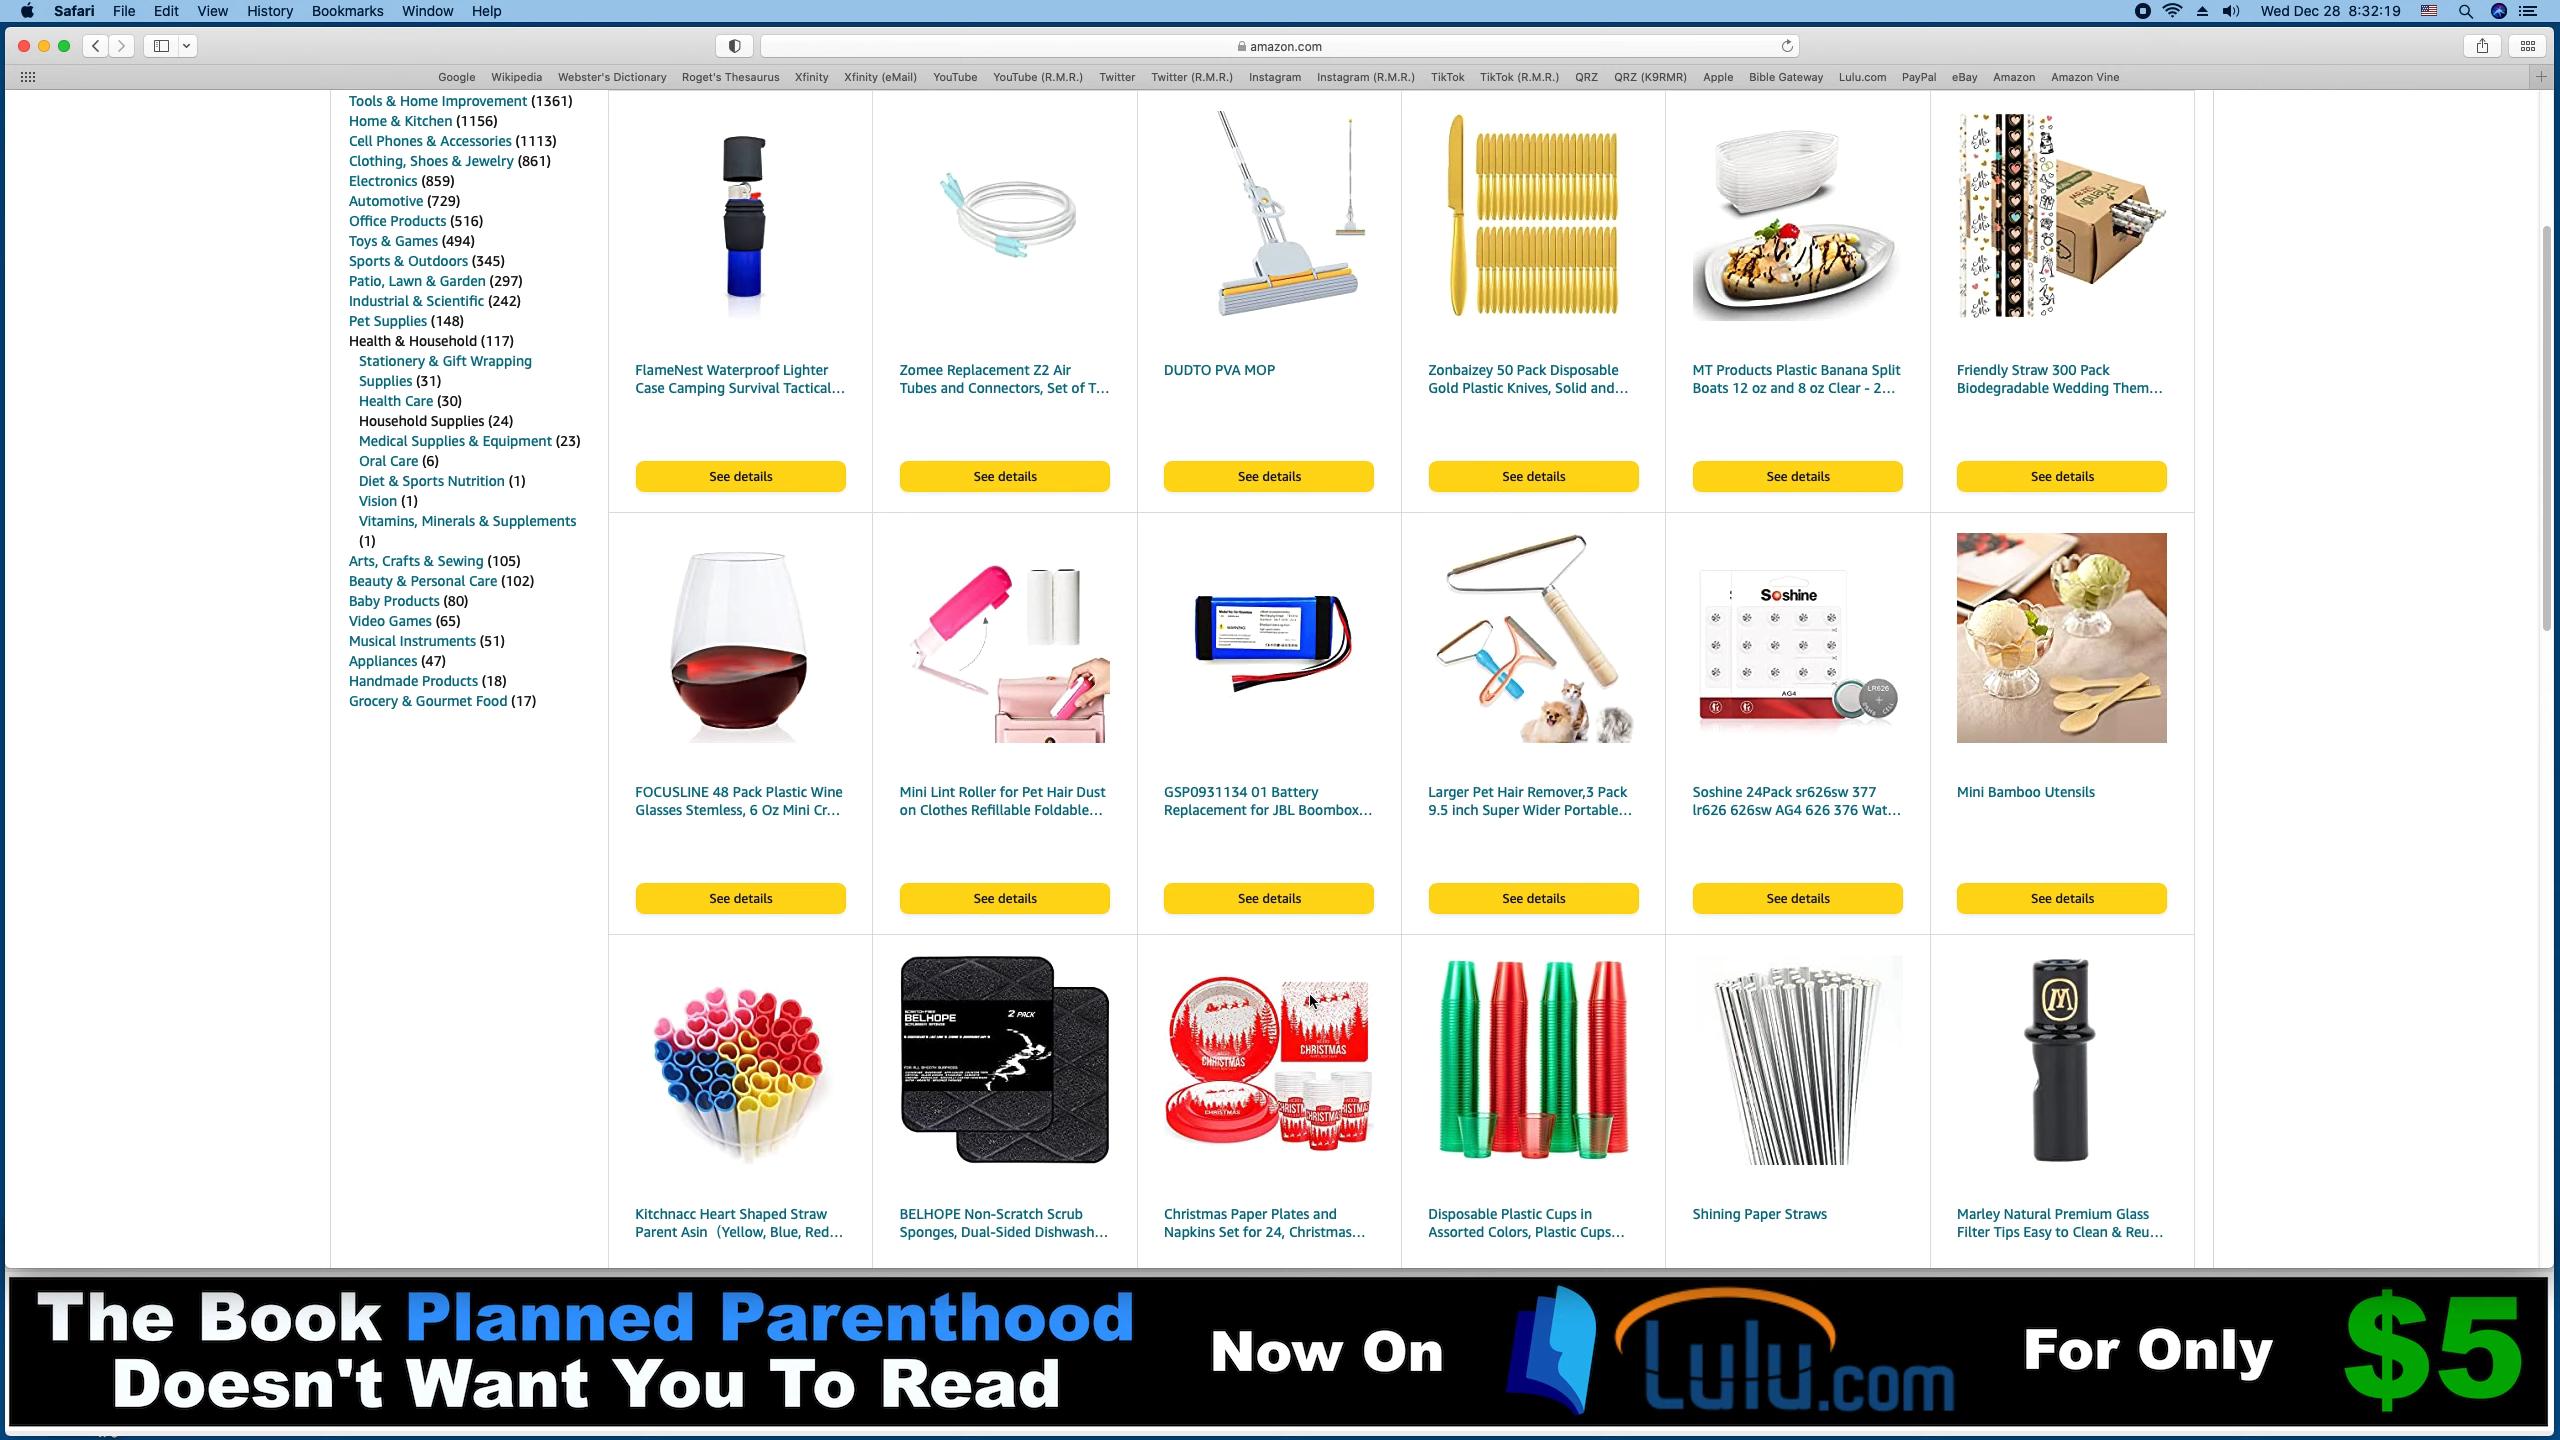 Safari File Edit View History Bookmarks Window Help
Wed Dec 28 8:32:19
amazon.com
Google Wikipedia Webster's Dictionary Roget's Thesaurus Xfinity Xfinity (eMail) YouTube YouTube (R.M.R.) Twitter Twitter (R.M.R.) Instagram Instagram (R.M.R.) TikTok TikTok (R.M.R.) QRZ QRZ (K9RMR) Apple Bible Gateway Lulu.com PayPal eBay Amazon Amazon Vine
Tools & Home Improvement (1361)
Home & Kitchen (1156)
Cell Phones & Accessories (1113)
Clothing, Shoes & Jewelry (861)
Electronics (859)
Automotive (729)
Office Products (516)
Toys & Games (494)
Sports & Outdoors (345)
Patio, Lawn & Garden (297)
Industrial & Scientific (242)
Pet Supplies (148)
Health & Household (117)
Stationery & Gift Wrapping
Supplies (31)
Health Care (30)
Household Supplies (24)
Medical Supplies & Equipment (23)
Oral Care (6)
Diet & Sports Nutrition (1)
Vision (1)
Vitamins, Minerals & Supplements
(1)
Arts, Crafts & Sewing (105)
Beauty & Personal Care (102)
Baby Products (80)
Video Games (65)
Musical Instruments (51)
Appliances (47)
Handmade Products (18)
Grocery & Gourmet Food (17)
FlameNest Waterproof Lighter
Case Camping Survival Tactical...
See details
Zomee Replacement Z2 Air
Tubes and Connectors, Set of T...
See details
DUDTO PVA MOP
See details
Zonbaizey 50 Pack Disposable
Gold Plastic Knives, Solid and...
See details
MT Products Plastic Banana Split
Boats 12 oz and 8 oz Clear - 2...
See details
Friendly Straw 300 Pack
Biodegradable Wedding Them...
See details
FOCUSLINE 48 Pack Plastic Wine
Glasses Stemless, 6 Oz Mini Cr...
See details
Mini Lint Roller for Pet Hair Dust
on Clothes Refillable Foldable...
See details
WARNING
GSP0931134 01 Battery
Replacement for JBL Boombox...
See details
Larger Pet Hair Remover,3 Pack
9.5 inch Super Wider Portable...
See details
Soshine
AG4
LR626
Soshine 24Pack sr626sw 377
lr626 626sw AG4 626 376 Wat...
See details
Mini Bamboo Utensils
See details
Kitchnacc Heart Shaped Straw
Parent Asin（Yellow, Blue, Red...
BELHOPE
2 PACK
BELHOPE Non-Scratch Scrub
Sponges, Dual-Sided Dishwash...
CHRISTMAS
CHRISTMAS
CHRISTMAS
CHRISTMAS
Christmas Paper Plates and
Napkins Set for 24, Christmas...
Disposable Plastic Cups in
Assorted Colors, Plastic Cups...
Shining Paper Straws
M
Marley Natural Premium Glass
Filter Tips Easy to Clean & Reu...
The Book Planned Parenthood
Doesn't Want You To Read
Now On
Lulu.com
For Only
$5